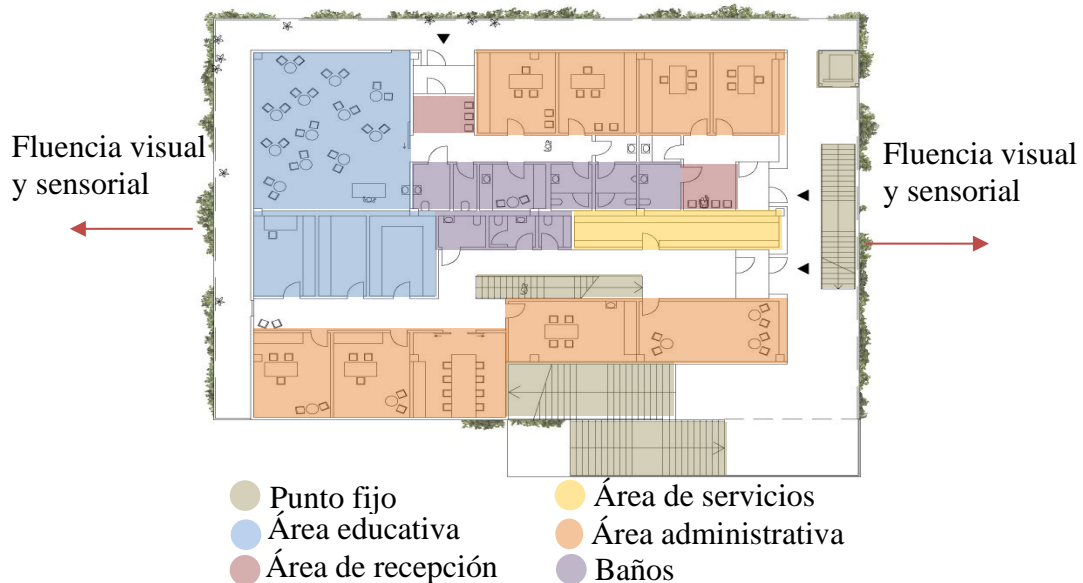 Fluencia visual
y sensorial
Fluencia visual
y sensorial
Punto fijo
Área educativa
Área de recepción
Área de servicios
Área administrativa
Baños